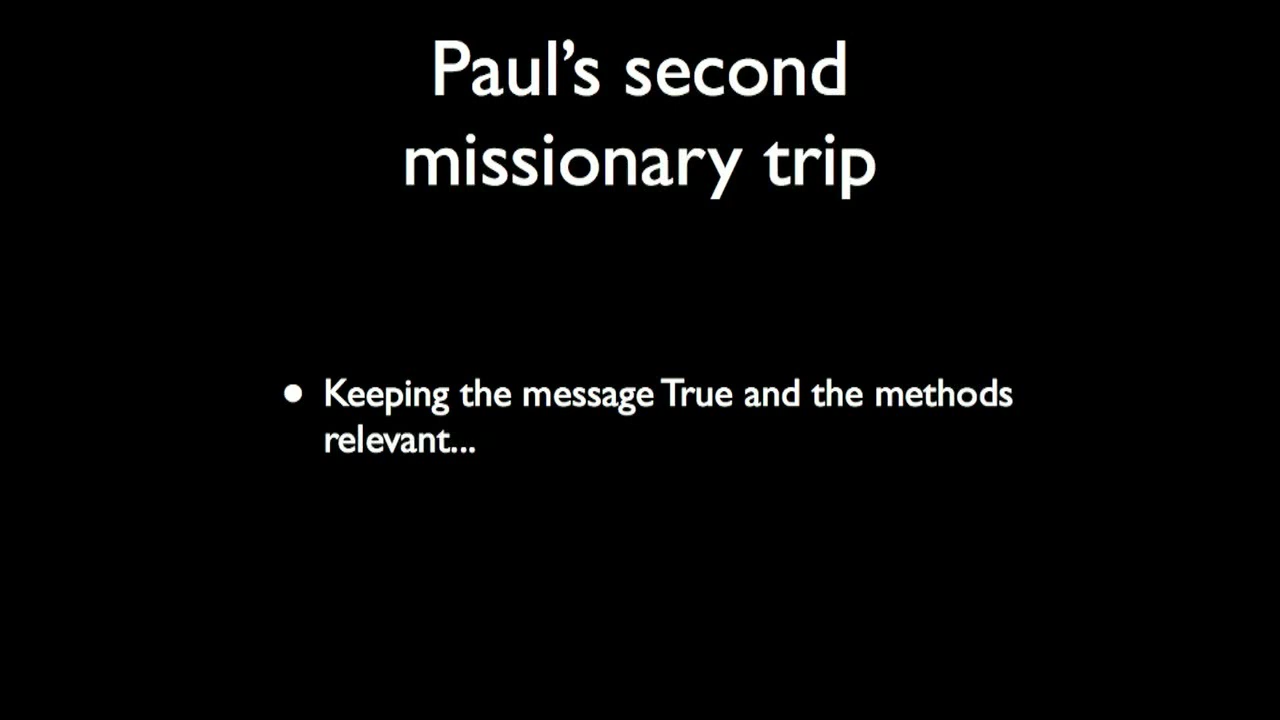 Paul’s second
missionary trip
• Keeping the message True and the methods
relevant...